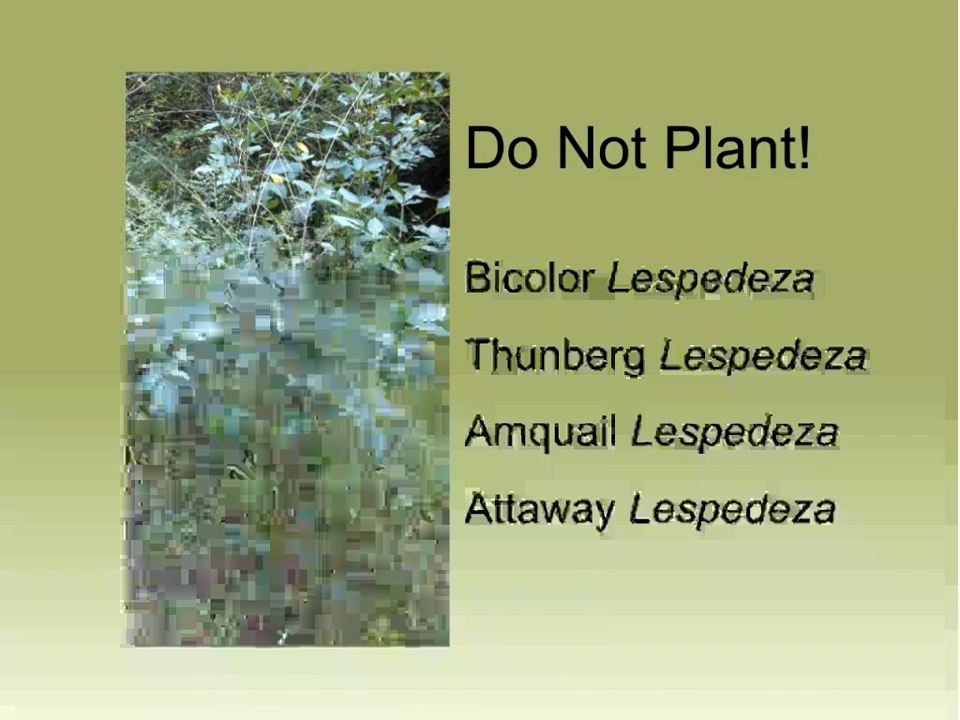 Do Not Plant!
Bicolor Lespedeza
Thunberg Lespedeza
Amquail Lespedeza
Attaway Lespedeza